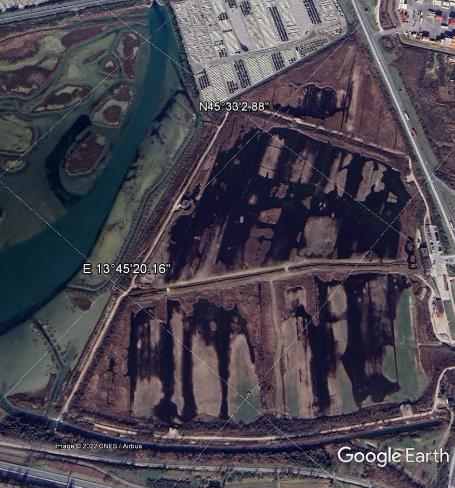 N45°33'2.88"
E 13°45'20.16"
Image © 2022 CNES / Airbus
Google Earth